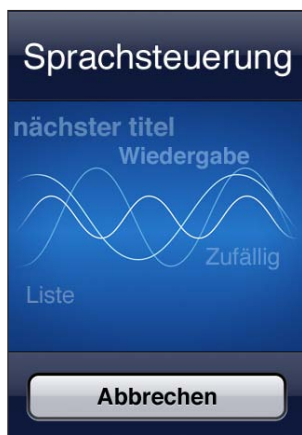 Sprachsteuerung
nächster titel
Wiedergabe
Zufällig
Liste
Abbrechen